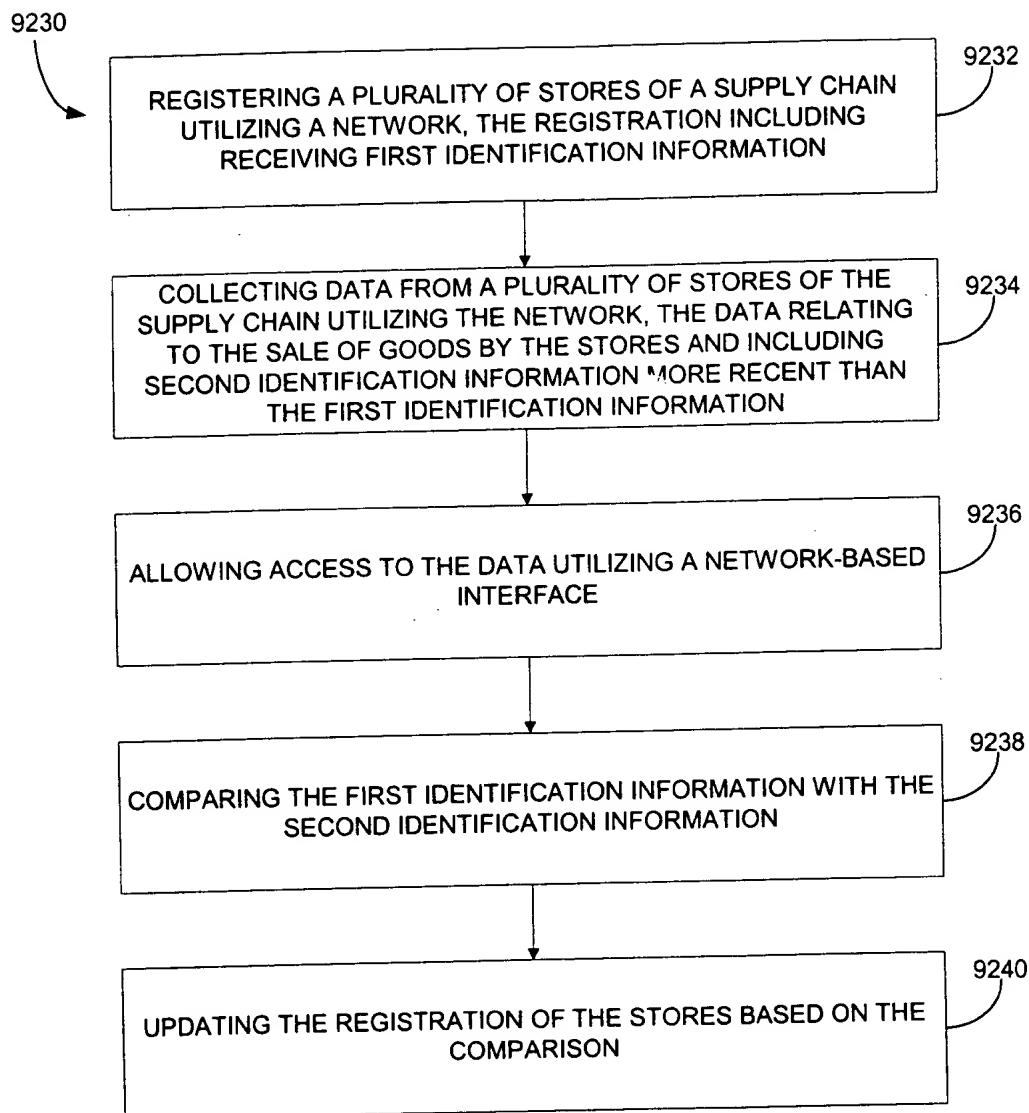 9230
9232
REGISTERING A PLURALITY OF STORES OF A SUPPLY CHAIN
UTILIZING A NETWORK, THE REGISTRATION INCLUDING
RECEIVING FIRST IDENTIFICATION INFORMATION
9234
COLLECTING DATA FROM A PLURALITY OF STORES OF THE
SUPPLY CHAIN UTILIZING THE NETWORK, THE DATA RELATING
TO THE SALE OF GOODS BY THE STORES AND INCLUDING
SECOND IDENTIFICATION INFORMATION MORE RECENT THAN
THE FIRST IDENTIFICATION INFORMATION
9236
ALLOWING ACCESS TO THE DATA UTILIZING A NETWORK-BASED
INTERFACE
9238
COMPARING THE FIRST IDENTIFICATION INFORMATION WITH THE
SECOND IDENTIFICATION INFORMATION
9240
UPDATING THE REGISTRATION OF THE STORES BASED ON THE
COMPARISON